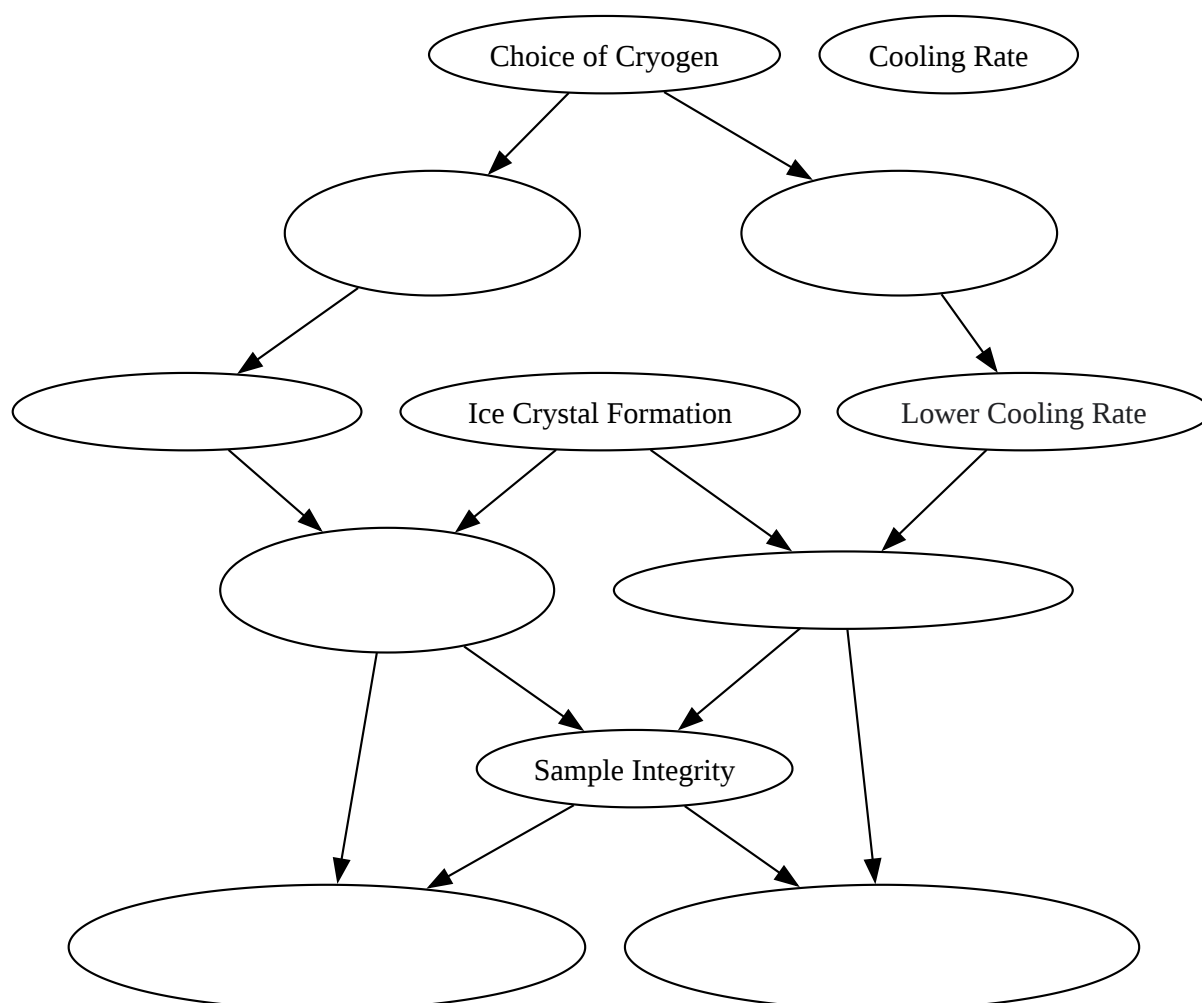 Choice of Cryogen
Cooling Rate
Ice Crystal Formation
Lower Cooling Rate
Sample Integrity